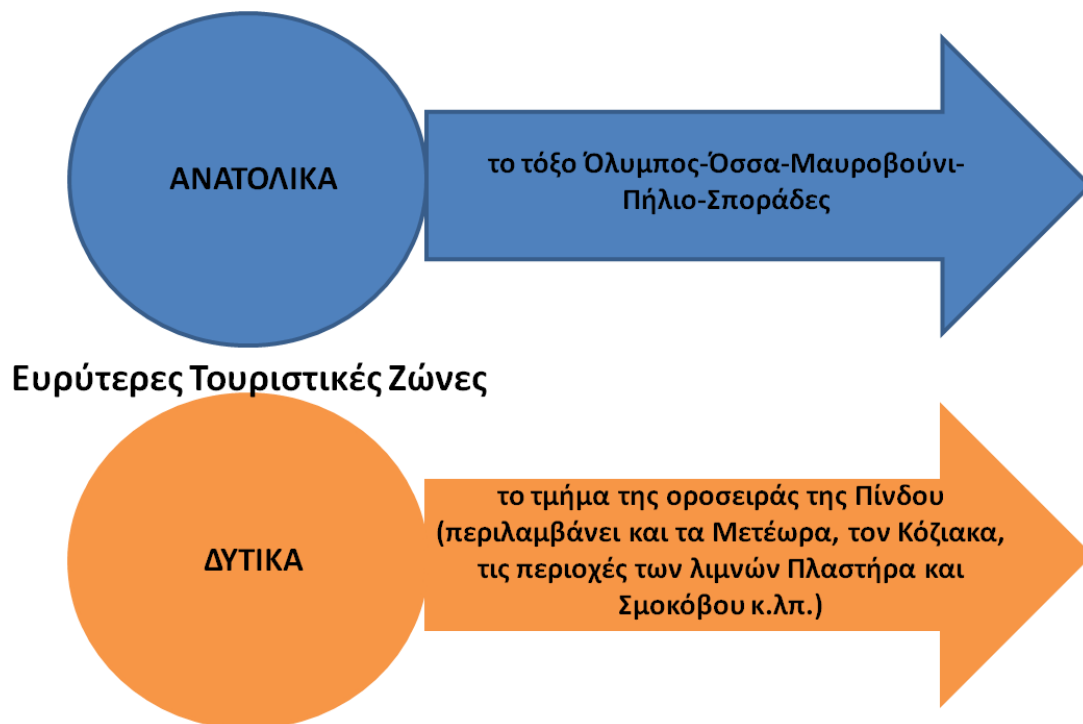 ΑΝΑΤΟΛΙΚΑ
το τόξο Όλυμπος-Όσσα-Μαυροβούνι-
Πήλιο-Σποράδες
Ευρύτερες Τουριστικές Ζώνες
ΔΥΤΙΚΑ
το τμήμα της οροσειράς της Πίνδου
(περιλαμβάνει και τα Μετέωρα, τον Κόζιακα,
τις περιοχές των λιμνών Πλαστήρα και
Σμοκόβου κ.λπ.)